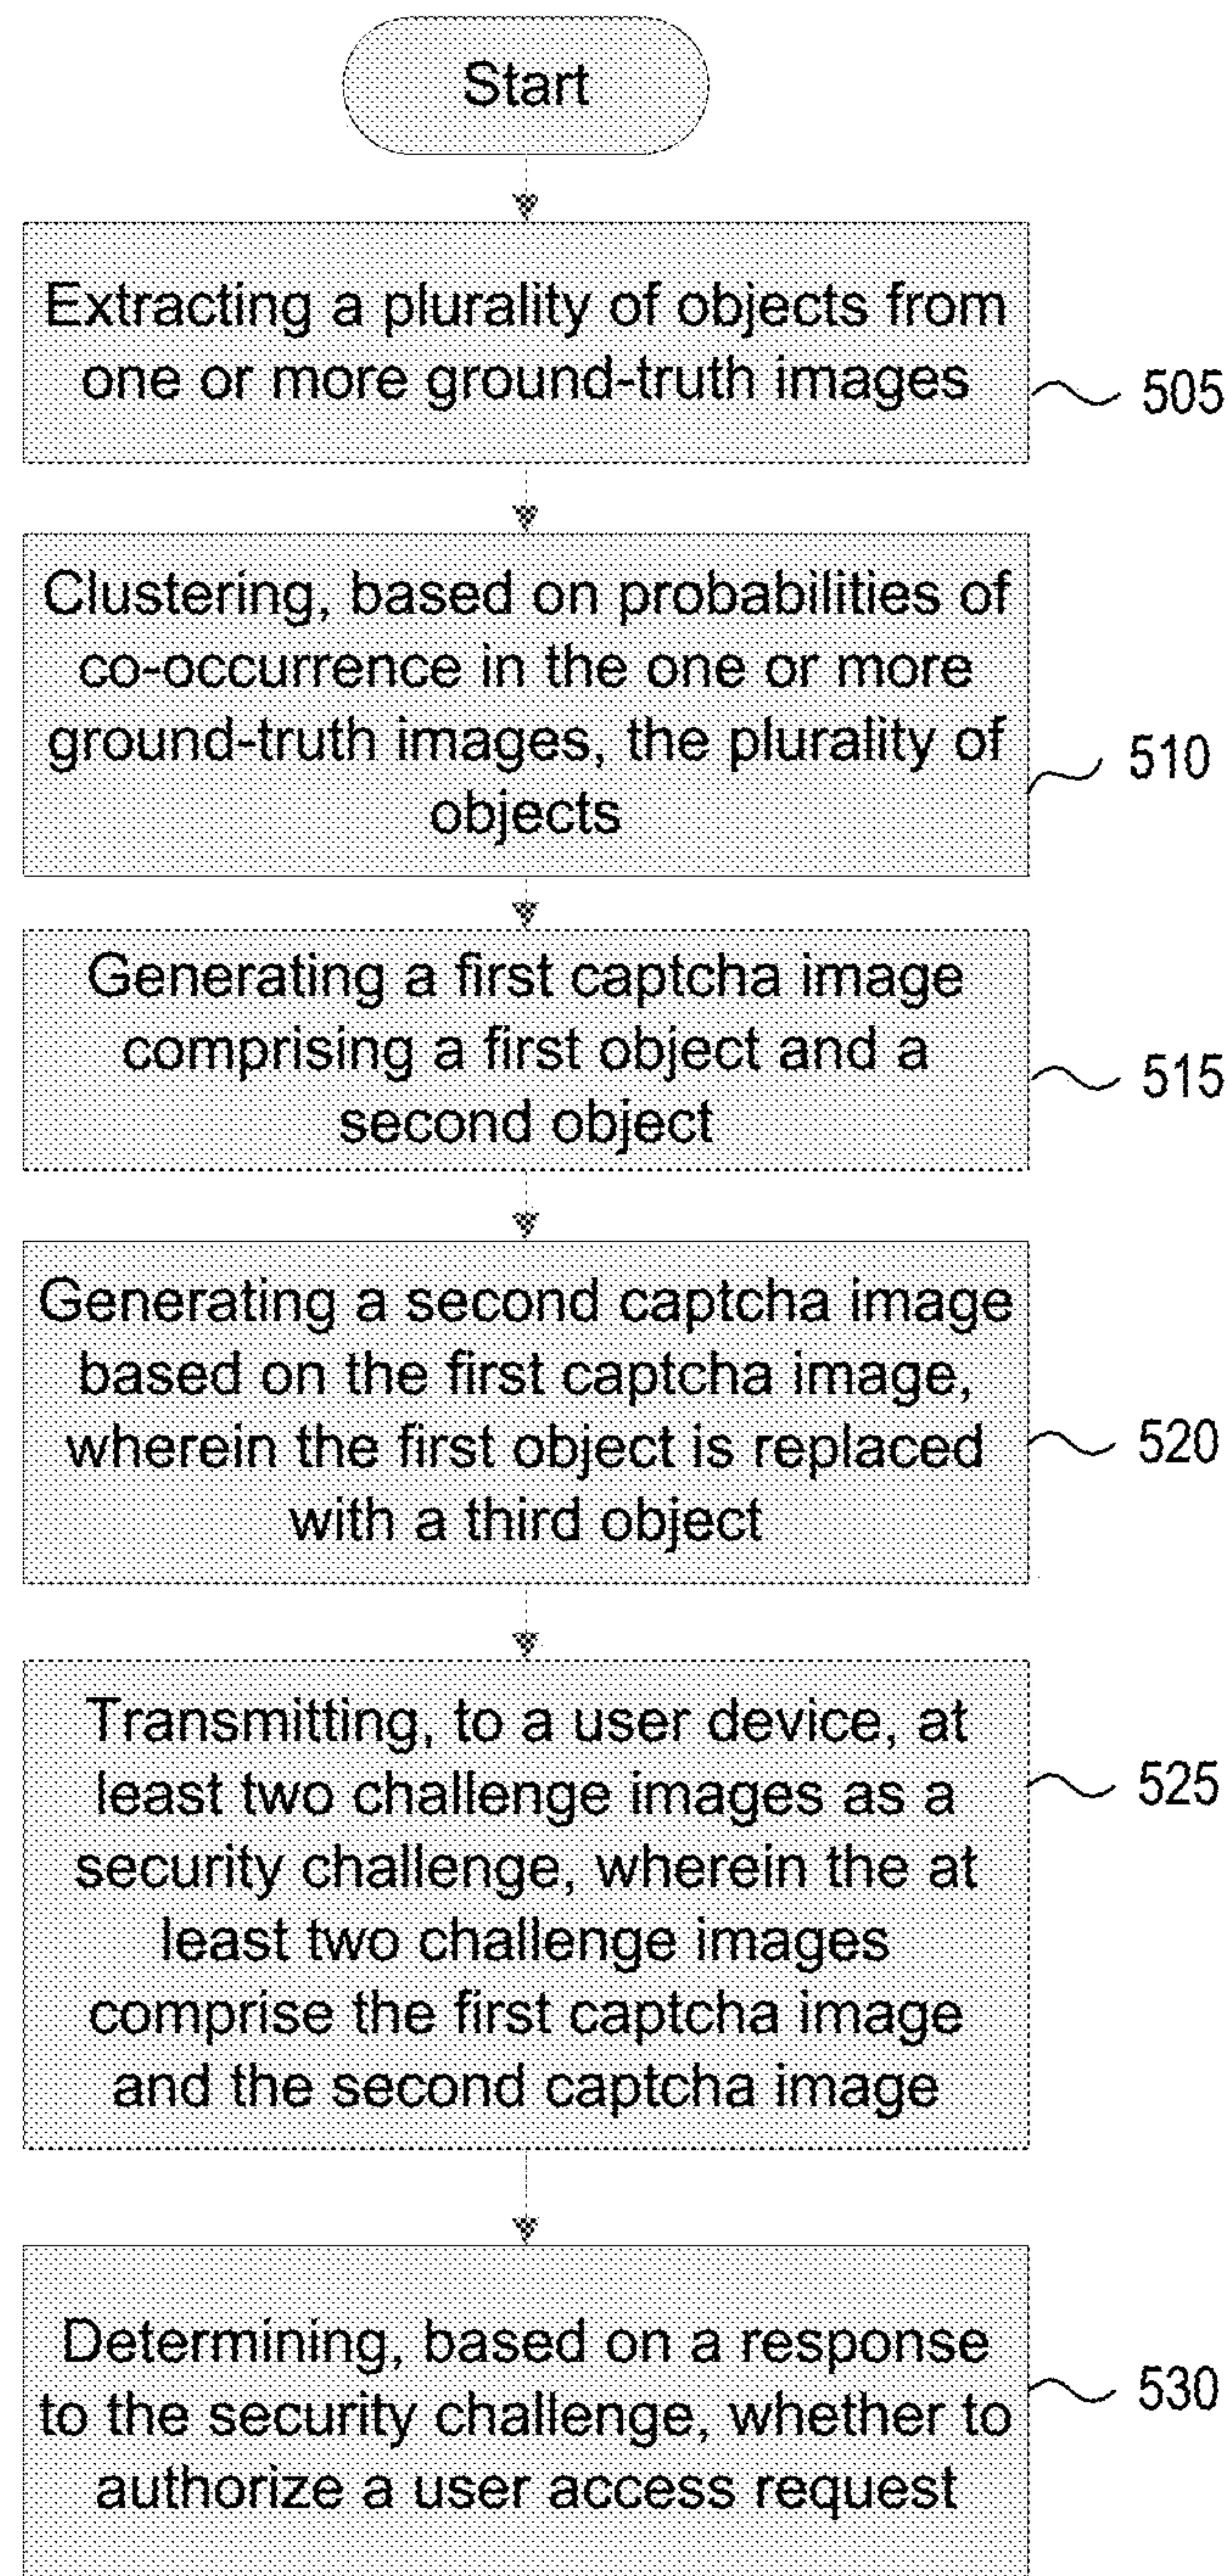 Start
Extracting a plurality of objects from
one or more ground-truth images
505
Clustering, based on probabilities of
co-occurrence in the one or more
ground-truth images, the plurality of
objects
510
Generating a first captcha image
comprising a first object and a
second object
515
Generating a second captcha image
based on the first captcha image,
wherein the first object is replaced
with a third object
520
Transmitting, to a user device, at
least two challenge images as a
security challenge, wherein the at
least two challenge images
comprise the first captcha image
and the second captcha image
525
Determining, based on a response
to the security challenge, whether to
authorize a user access request
530